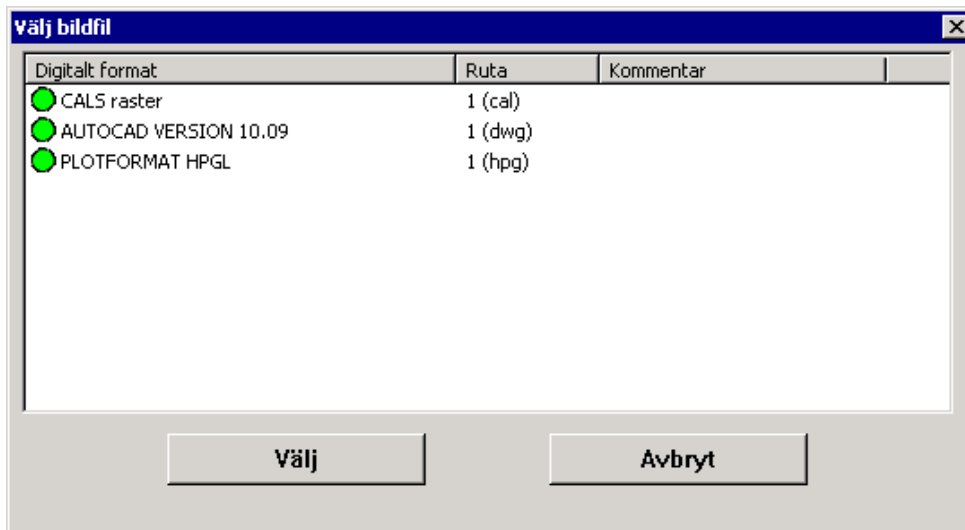 Välj bildfil
Digitalt format Ruta Kommentar
CALS raster 1 (cal)
AUTOCAD VERSION 10.09 1 (dwg)
PLOTFORMAT HPGL 1 (hpg)
Välj Avbryt